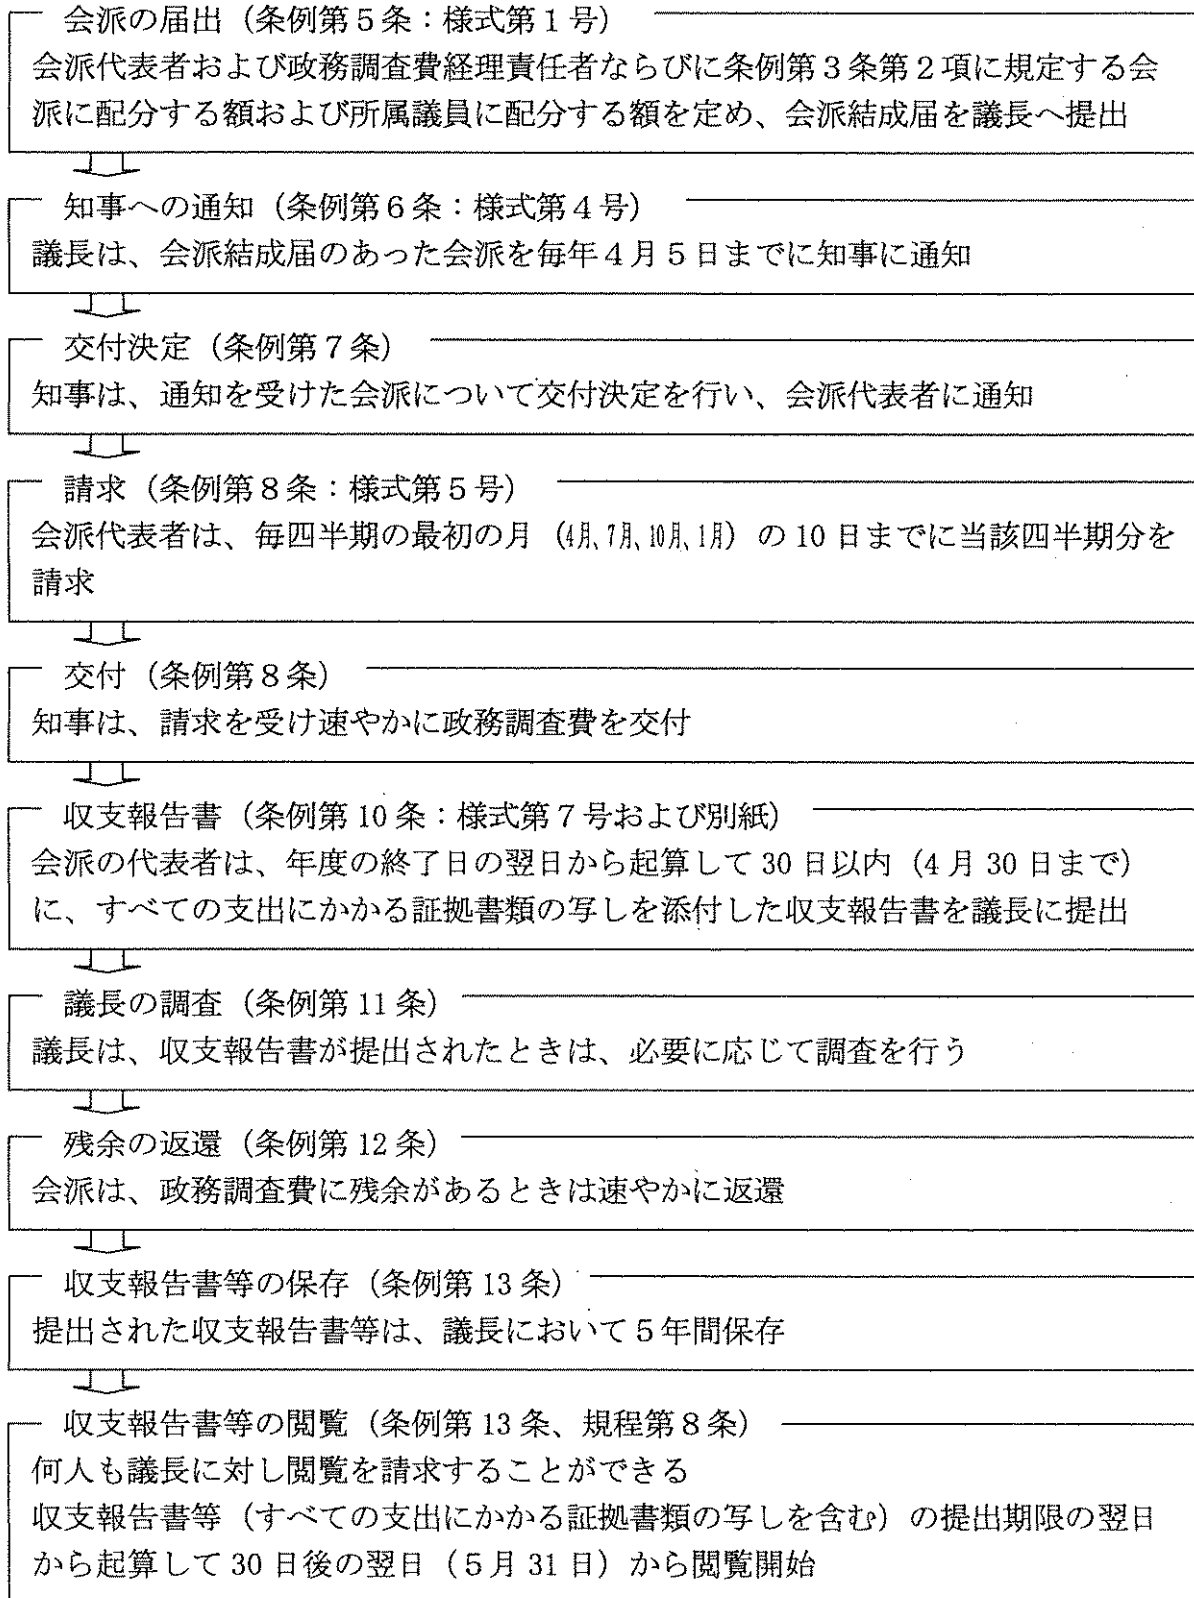 会派の届出（条例第５条：様式第１号）
会派代表者および政務調査費経理責任者ならびに条例第３条第２項に規定する会
派に配分する額および所属議員に配分する額を定め、会派結成届を議長へ提出
知事への通知（条例第６条：様式第４号）
議長は、会派結成届のあった会派を毎年４月５日までに知事に通知
交付決定（条例第７条）
知事は、通知を受けた会派について交付決定を行い、会派代表者に通知
請求（条例第８条：様式第５号）
会派代表者は、毎四半期の最初の月（4月、7月、10月、1月）の 10 日までに当該四半期分を
請求
交付（条例第８条）
知事は、請求を受け速やかに政務調査費を交付
収支報告書（条例第 10 条：様式第７号および別紙）
会派の代表者は、年度の終了日の翌日から起算して 30 日以内（4 月 30 日まで）
に、すべての支出にかかる証拠書類の写しを添付した収支報告書を議長に提出
議長の調査（条例第 11 条）
議長は、収支報告書が提出されたときは、必要に応じて調査を行う
残余の返還（条例第 12 条）
会派は、政務調査費に残余があるときは速やかに返還
収支報告書等の保存（条例第 13 条）
提出された収支報告書等は、議長において５年間保存
収支報告書等の閲覧（条例第 13 条、規程第８条）
何人も議長に対し閲覧を請求することができる
収支報告書等（すべての支出にかかる証拠書類の写しを含む）の提出期限の翌日
から起算して 30 日後の翌日（５月 31 日）から閲覧開始